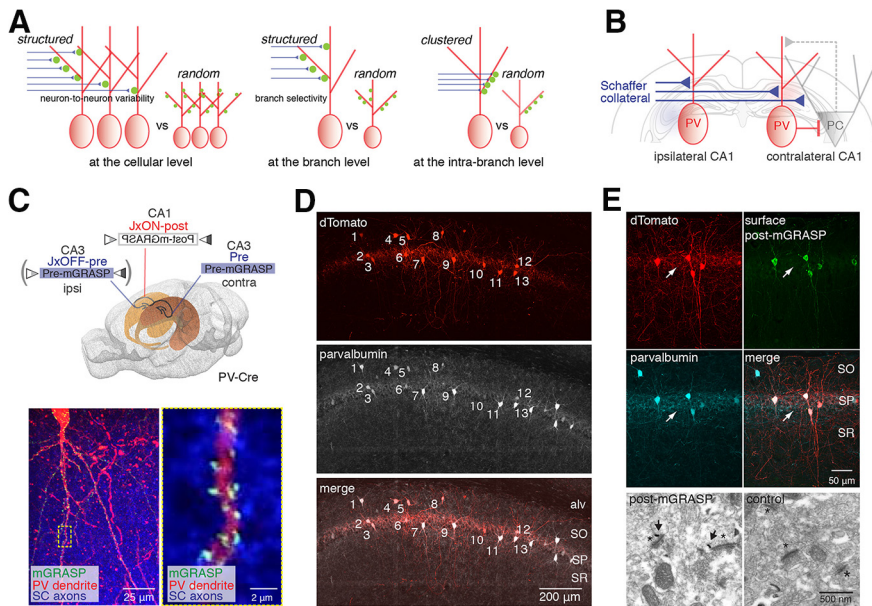 A
structured
neuron-to-neuron variability
vs
random
at the cellular level
structured
branch selectivity
vs
random
at the branch level
clustered
vs
random
at the intra-branch level
B
Schaffer
collateral
PV
PV
PC
ipsilateral CA1
contralateral CA1
C
CA1
JxON-post
Post-mGRASP
CA3
JxOFF-pre
Pre-mGRASP
ipsi
CA3
Pre
Pre-mGRASP
contra
PV-Cre
mGRASP
PV dendrite
SC axons
25 µm
mGRASP
PV dendrite
SC axons
2 µm
D
dTomato
1
2
3
4
5
6
7
8
9
10
11
12
13
parvalbumin
1
2
3
4
5
6
7
8
9
10
11
12
13
merge
1
2
3
4
5
6
7
8
9
10
11
12
13
alv
SO
SP
SR
200 µm
E
dTomato
surface
post-mGRASP
parvalbumin
merge
SO
SP
SR
50 µm
post-mGRASP
*
*
control
*
*
*
500 nm